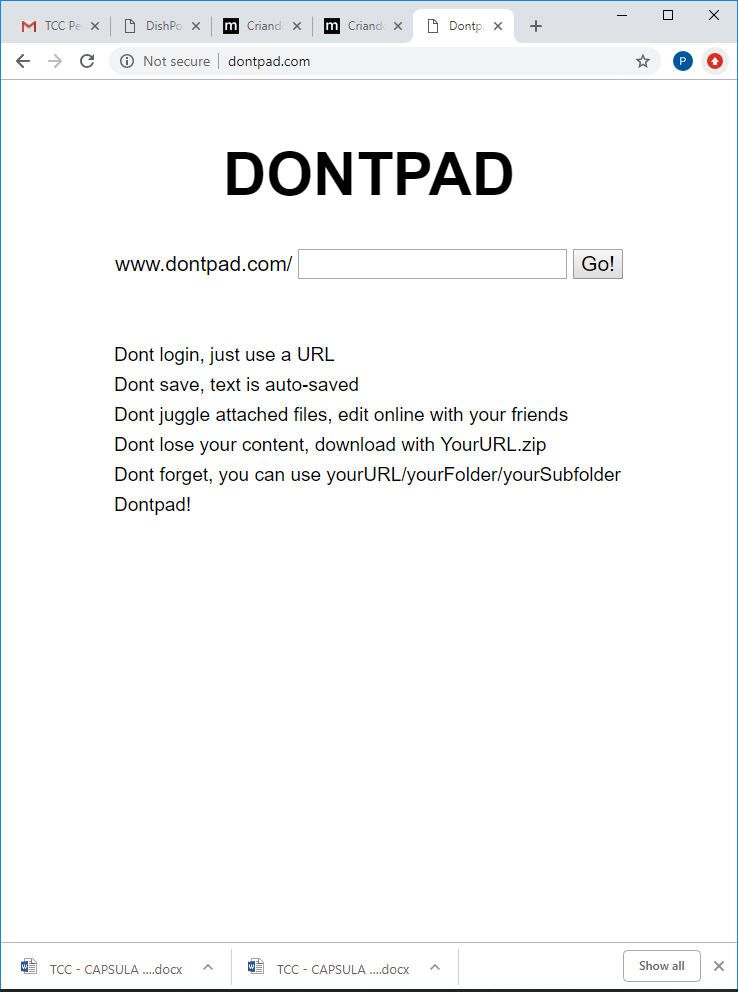 TCC Pe
DishPo
Criando
Criando
Dontpa
Not secure
dontpad.com
P
DONTPAD
www.dontpad.com/
Go!
Dont login, just use a URL
Dont save, text is auto-saved
Dont juggle attached files, edit online with your friends
Dont lose your content, download with YourURL.zip
Dont forget, you can use yourURL/yourFolder/yourSubfolder
Dontpad!
TCC - CAPSULA ....docx
TCC - CAPSULA ....docx
Show all